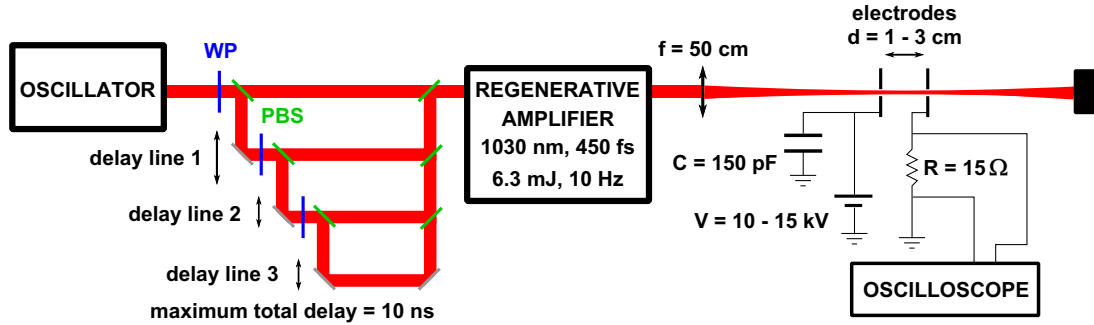 OSCILLATOR
WP
PBS
delay line 1
delay line 2
delay line 3
maximum total delay = 10 ns
REGENERATIVE
AMPLIFIER
1030 nm, 450 fs
6.3 mJ, 10 Hz
f = 50 cm
electrodes
d = 1 - 3 cm
C = 150 pF
V = 10 - 15 kV
R = 15 Ω
OSCILLOSCOPE